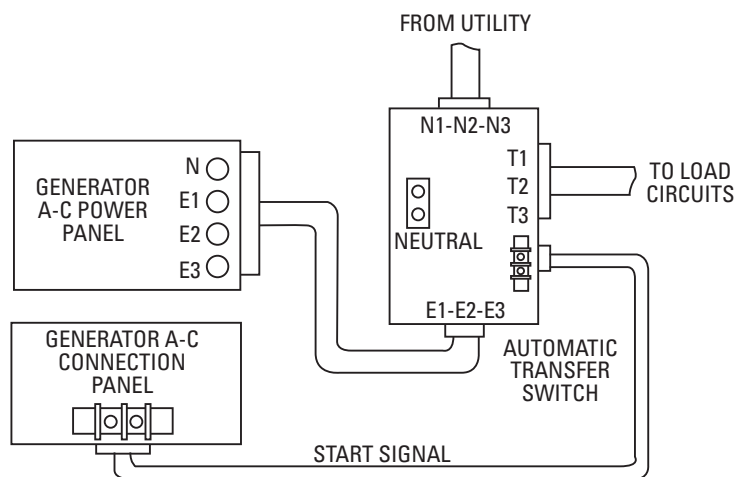 FROM UTILITY
N1-N2-N3
T1
T2
T3
TO LOAD
CIRCUITS
NEUTRAL
E1-E2-E3
AUTOMATIC
TRANSFER
SWITCH
GENERATOR
A-C POWER
PANEL
N
E1
E2
E3
GENERATOR A-C
CONNECTION
PANEL
START SIGNAL